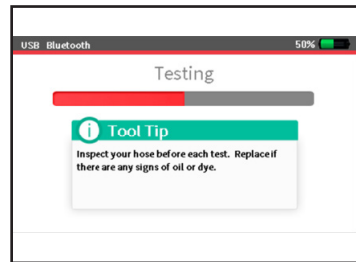 USB Bluetooth 50%
Testing
i Tool Tip
Inspect your hose before each test. Replace if
there are any signs of oil or dye.